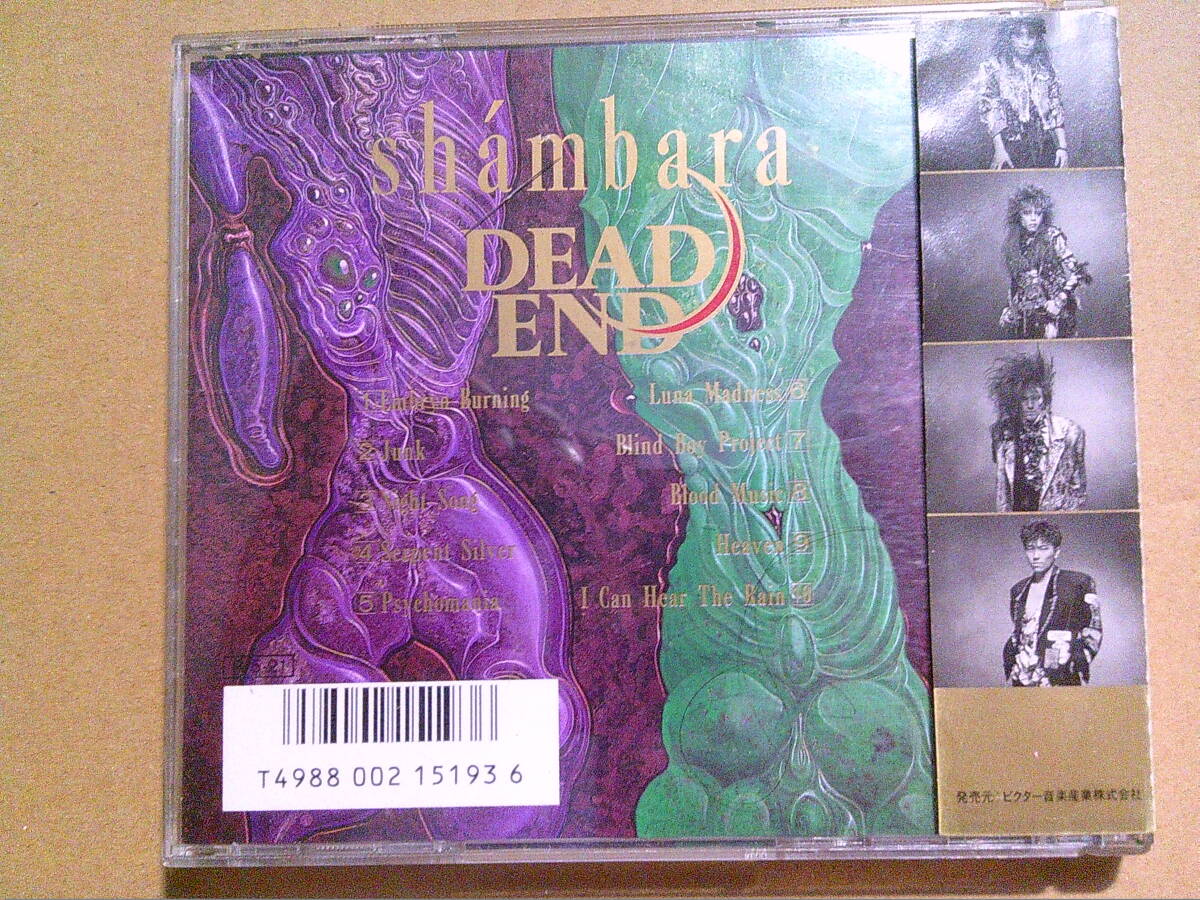 shámbara
DEAD
END
1 Embryo Burning
2 Junk
3 Night Song
4 Serpent Silver
5 Psychomania
Luna Madness 6
Blind Boy Project 7
Blood Music 8
Heaven 9
I Can Hear The Rain 10
T4988 002 15193 6
発売元:ビクター音楽産業株式会社